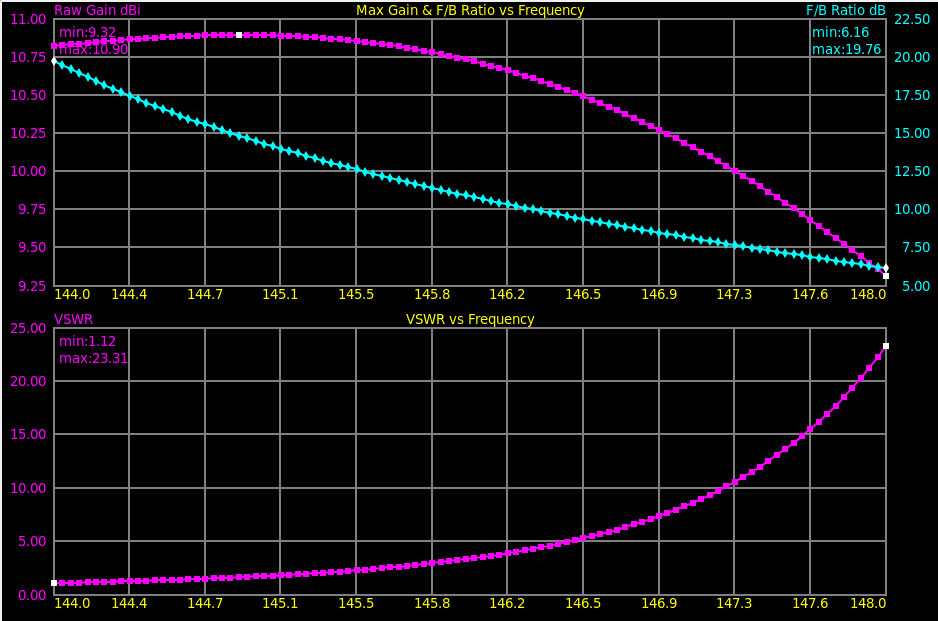 Raw Gain dBi Max Gain & F/B Ratio vs Frequency F/B Ratio dB
11.00 22.50
min:9.32 min:6.16
max:10.90 max:19.76
10.75 20.00
10.50 17.50
10.25 15.00
10.00 12.50
9.75 10.00
9.50 7.50
9.25 5.00
144.0 144.4 144.7 145.1 145.5 145.8 146.2 146.5 146.9 147.3 147.6 148.0
VSWR VSWR vs Frequency
25.00
min:1.12
max:23.31
20.00
15.00
10.00
5.00
0.00
144.0 144.4 144.7 145.1 145.5 145.8 146.2 146.5 146.9 147.3 147.6 148.0